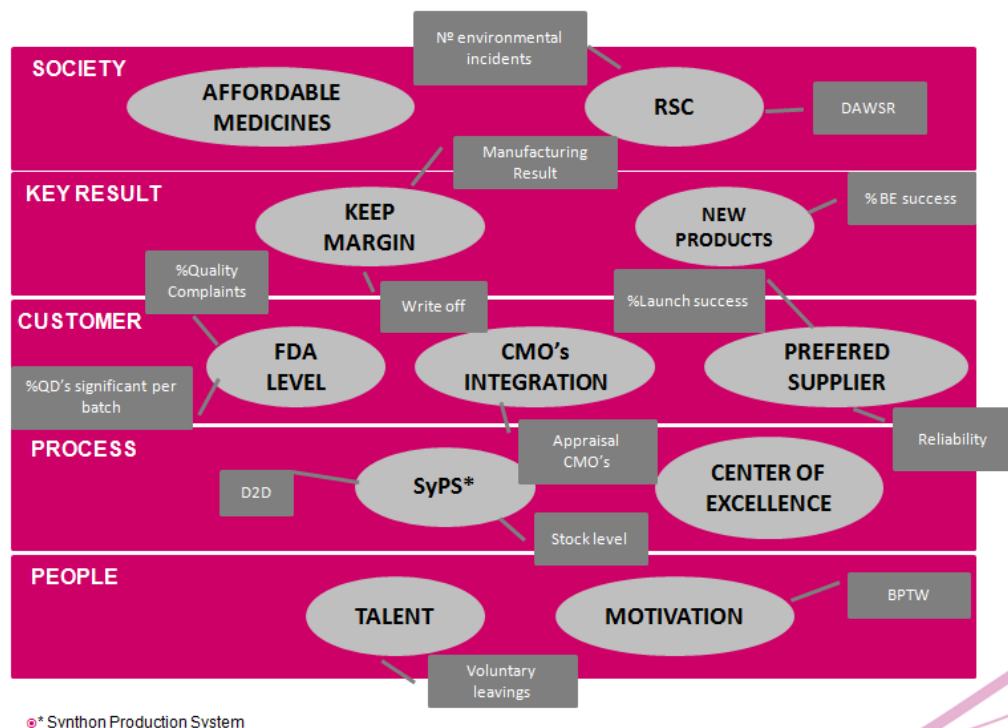 Nº environmental
incidents
SOCIETY
AFFORDABLE
MEDICINES
RSC
DAWSR
Manufacturing
Result
KEY RESULT
KEEP
MARGIN
NEW
PRODUCTS
% BE success
%Quality
Complaints
Write off
%Launch success
CUSTOMER
FDA
LEVEL
CMO's
INTEGRATION
PREFERED
SUPPLIER
%QD's significant per
batch
Reliability
PROCESS
Appraisal
CMO's
D2D
SyPS*
CENTER OF
EXCELLENCE
Stock level
PEOPLE
TALENT
MOTIVATION
BPTW
Voluntary
leavings
* Synthon Production System